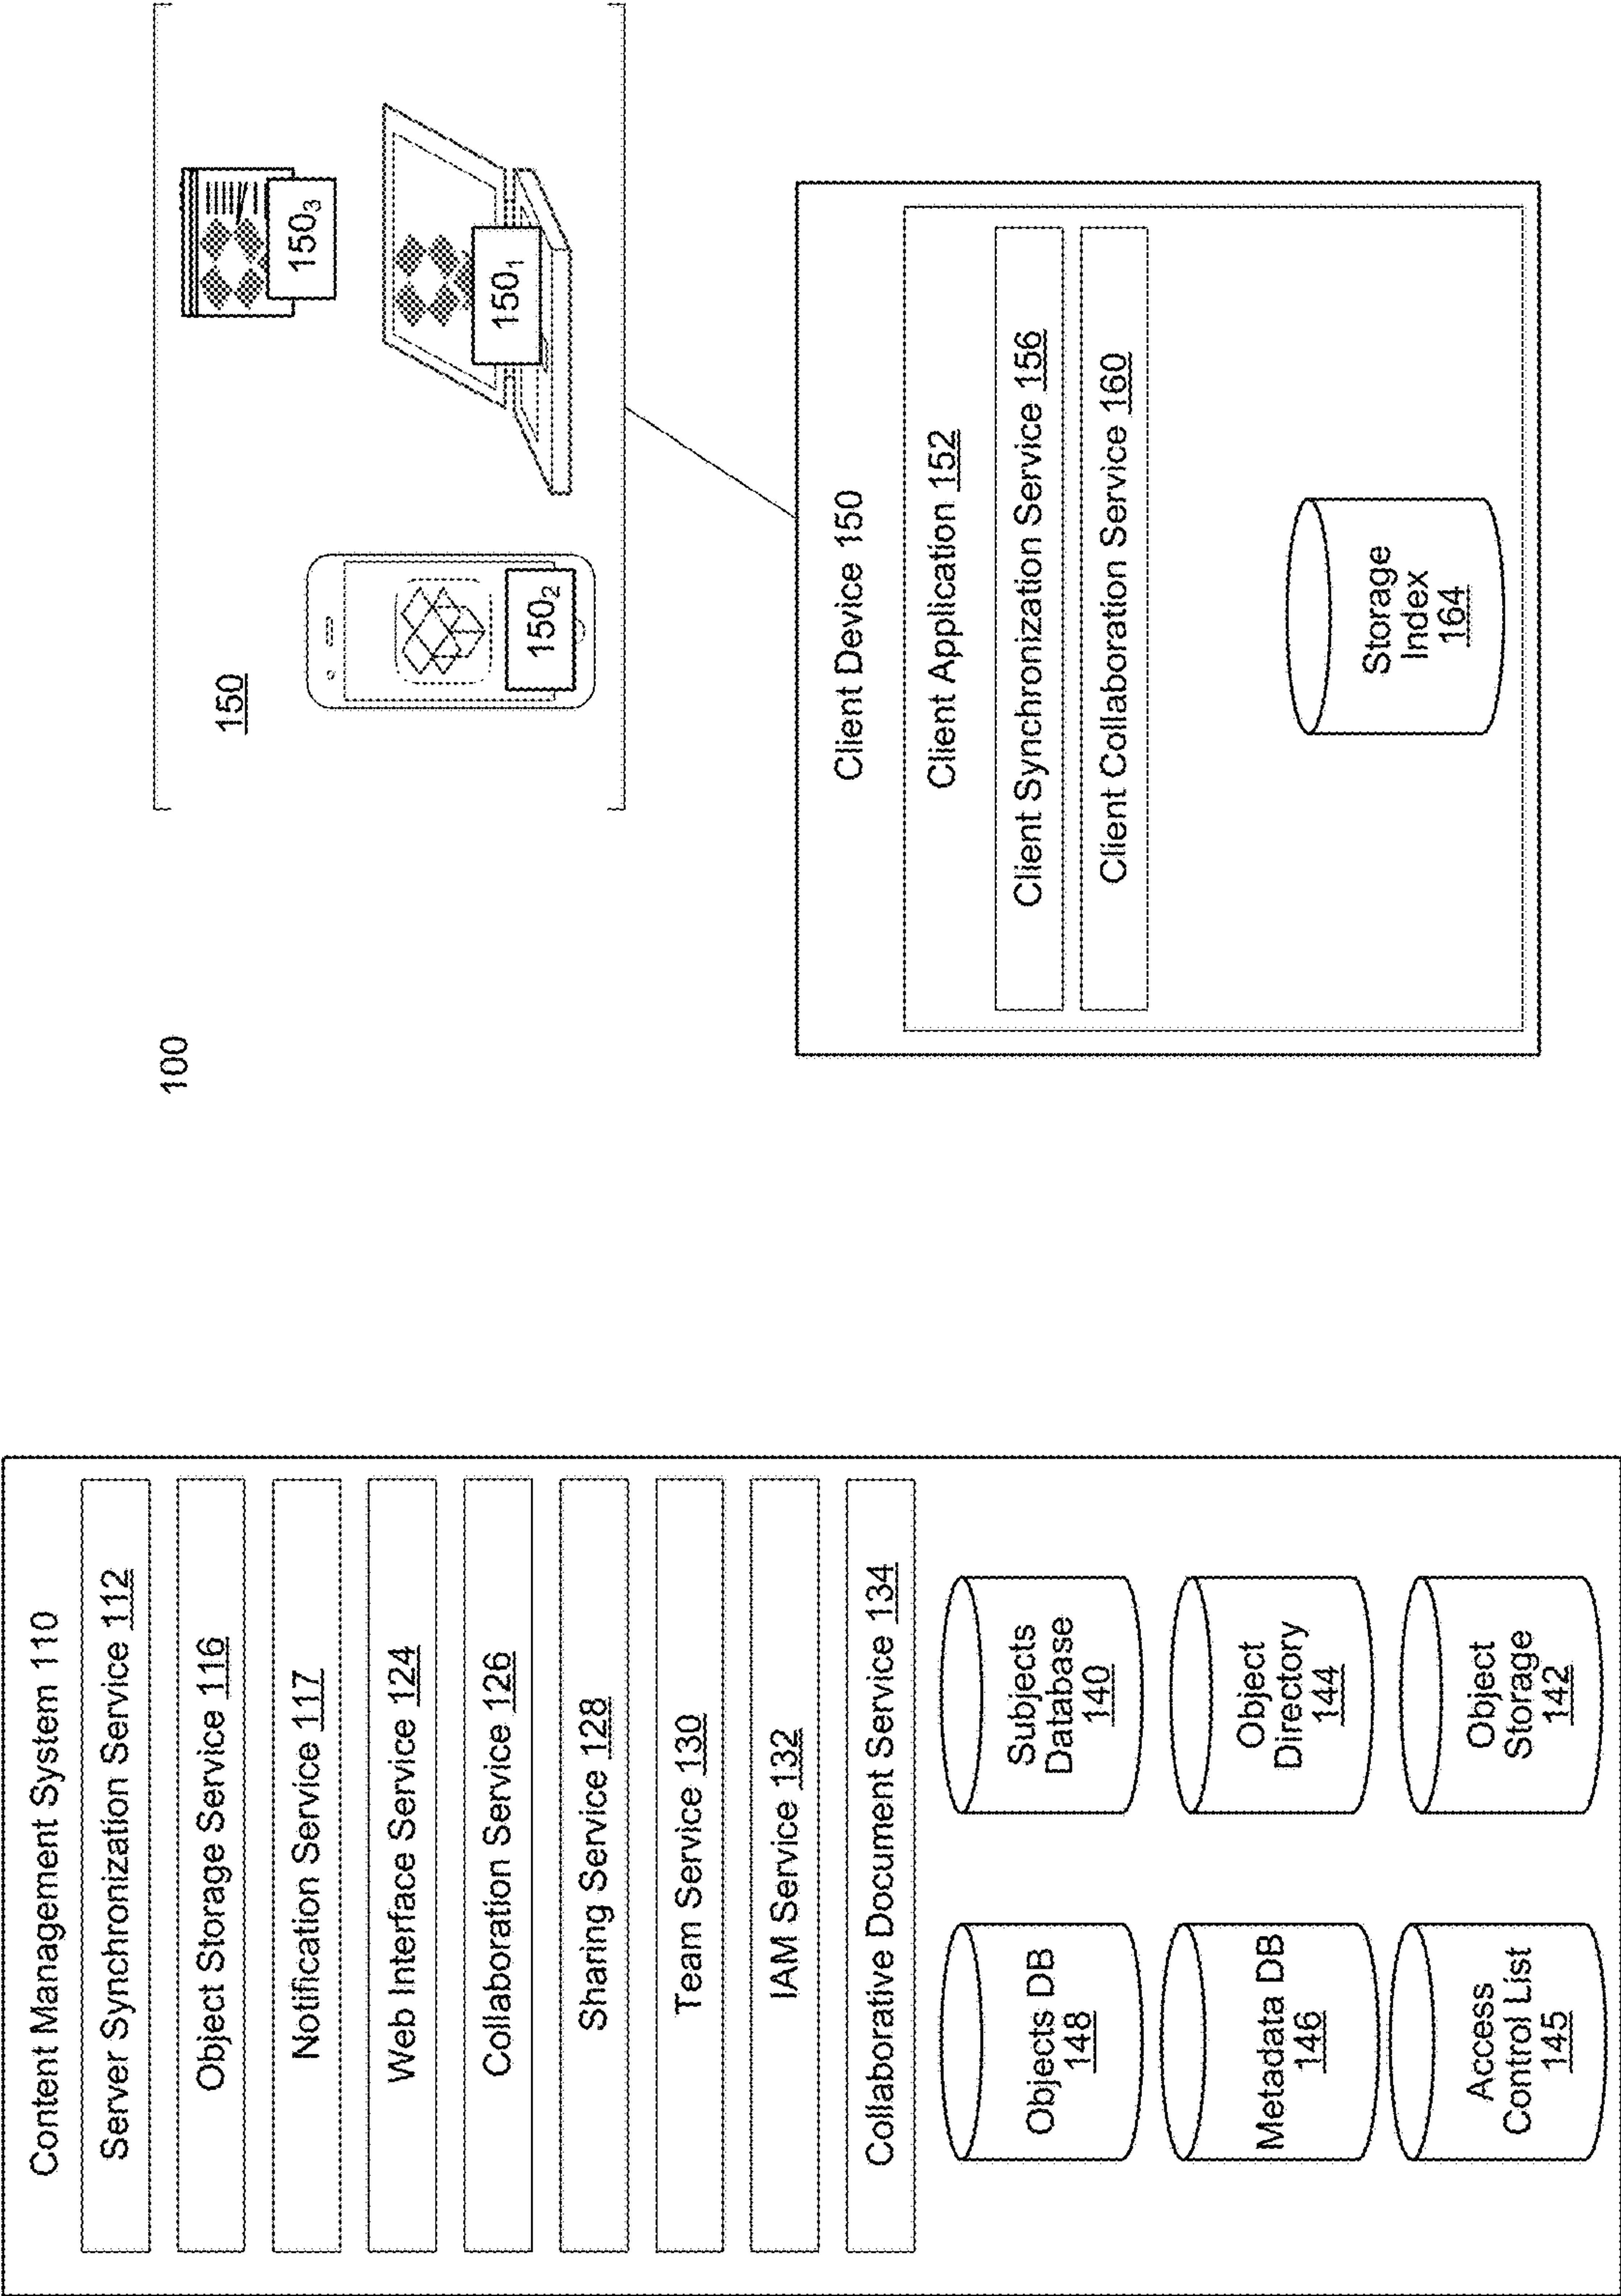 100
Content Management System 110
Server Synchronization Service 112
Object Storage Service 116
Notification Service 117
Web Interface Service 124
Collaboration Service 126
Sharing Service 128
Team Service 130
IAM Service 132
Collaborative Document Service 134
Objects DB
148
Subjects
Database
140
Metadata DB
146
Object
Directory
144
Access
Control List
145
Object
Storage
142
150
150₂
150₁
150₃
Client Device 150
Client Application 152
Client Synchronization Service 156
Client Collaboration Service 160
Storage
Index
164